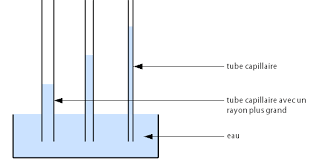 tube capillaire
tube capillaire avec un
rayon plus grand
eau